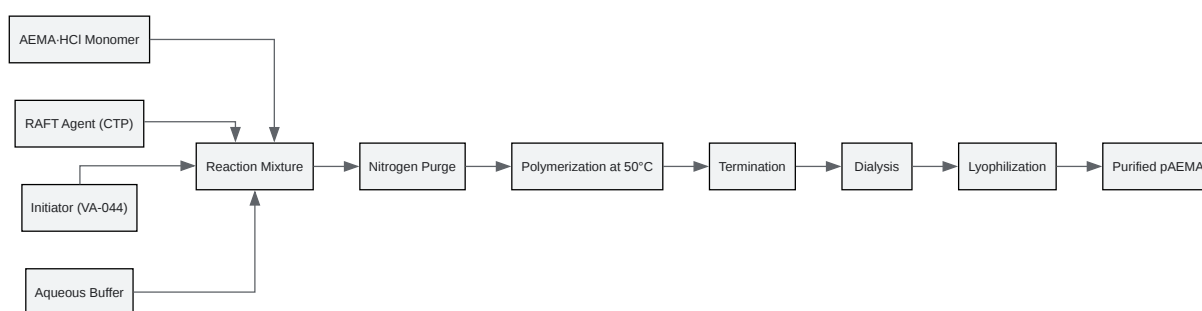 AEMA·HCl Monomer
RAFT Agent (CTP)
Reaction Mixture
Nitrogen Purge
Polymerization at 50°C
Termination
Dialysis
Lyophilization
Purified pAEMA
Initiator (VA-044)
Aqueous Buffer